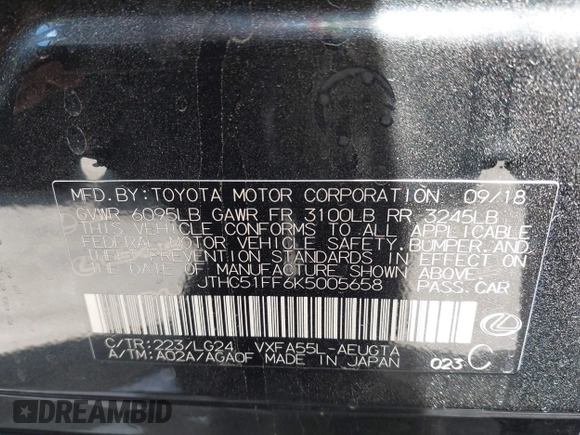 MFD. BY: TOYOTA MOTOR CORPORATION 09/18
GVWR 6095LB GAWR FR 3100LB RR 3245LB
THIS VEHICLE CONFORMS TO ALL APPLICABLE
FEDERAL MOTOR VEHICLE SAFETY, BUMPER, AND
THEFT PREVENTION STANDARDS IN EFFECT ON
THE DATE OF MANUFACTURE SHOWN ABOVE.
JTHC51FF6K5005658 PASS. CAR
C/TR: 223/LG24 VXFA55L-AEUGTA
A/TM: A02A/AGA0F MADE IN JAPAN 023 C
DREAMBID